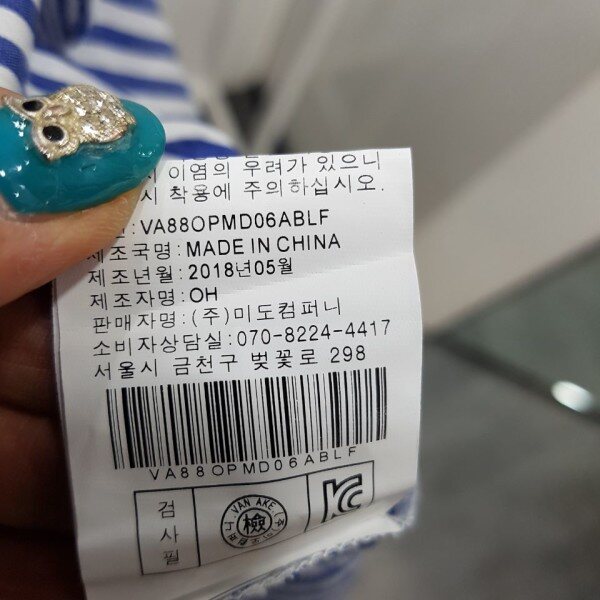 이염의 우려가 있으니
시 착용에 주의하십시오.
:VA88OPMD06ABLF
제조국명:MADE IN CHINA
제조년월:2018년05월
제조자명:OH
판매자명:(주)미도컴퍼니
소비자상담실:070-8224-4417
서울시 금천구 벚꽃로 298
VA88OPMD06ABLF
검사필
VAN AKE
檢